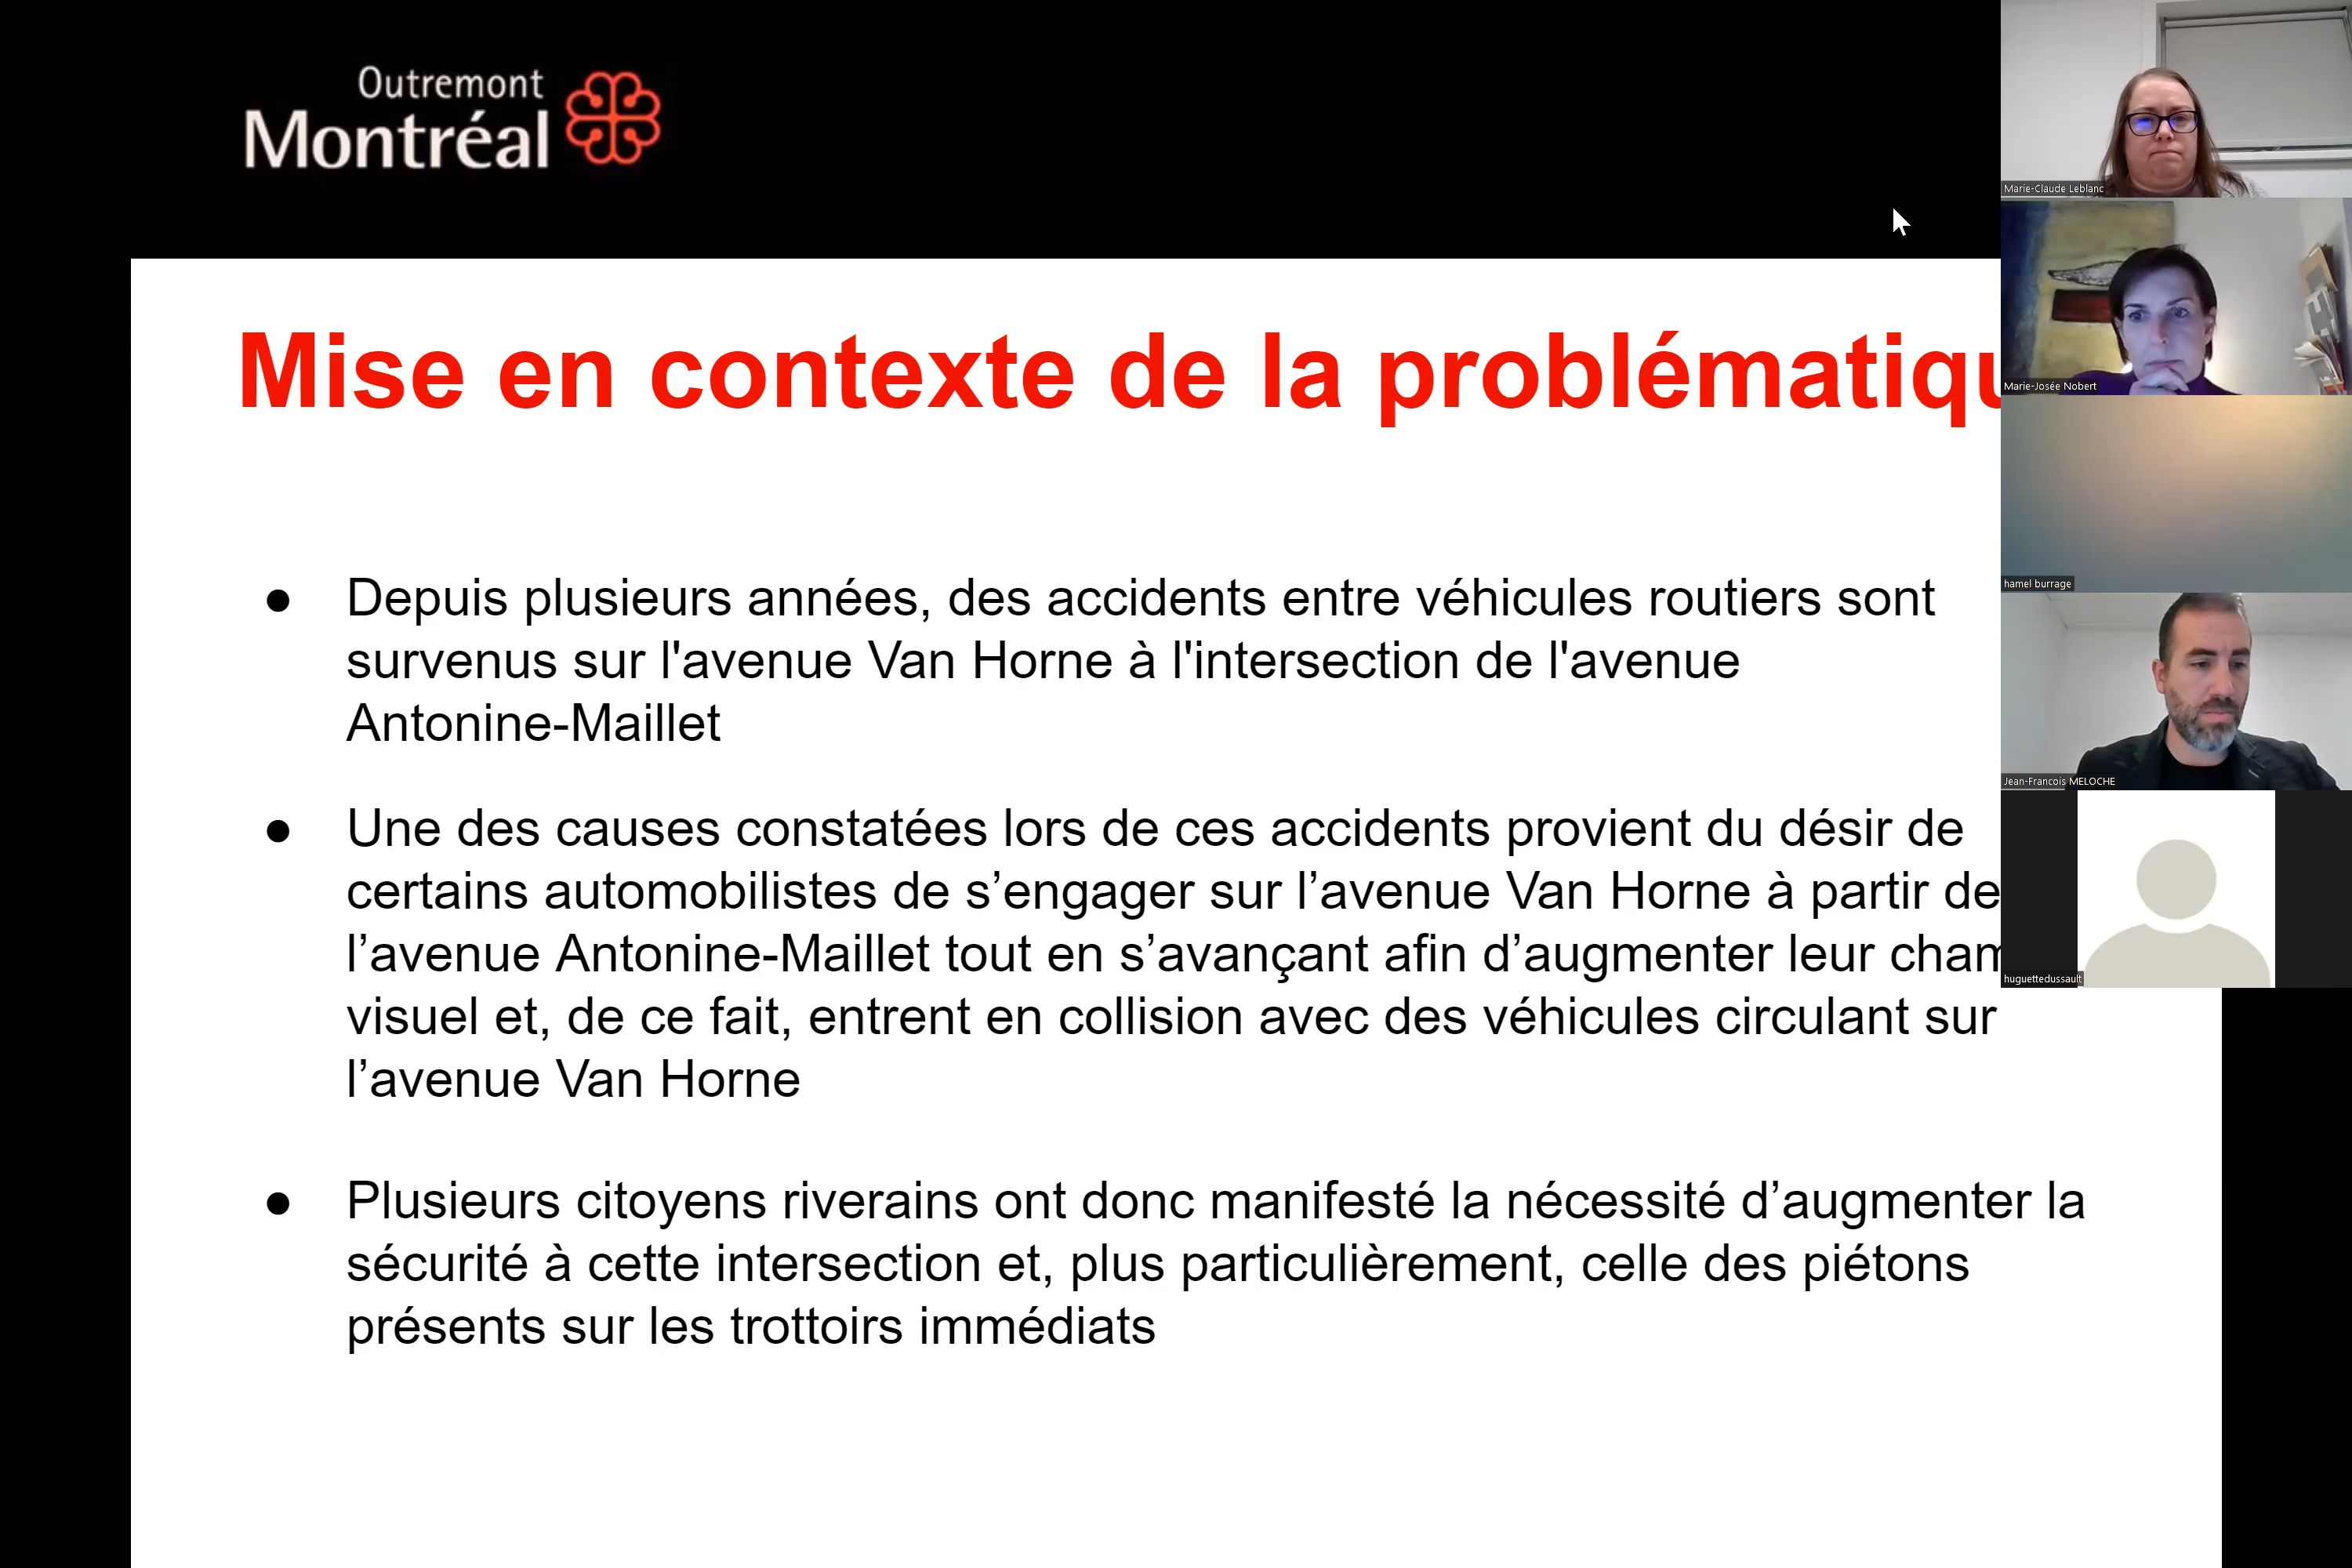 Outremont
Montréal
Mise en contexte de la problématiqu
● Depuis plusieurs années, des accidents entre véhicules routiers sont
survenus sur l'avenue Van Horne à l'intersection de l'avenue
Antonine-Maillet
● Une des causes constatées lors de ces accidents provient du désir de
certains automobilistes de s’engager sur l’avenue Van Horne à partir de
l’avenue Antonine-Maillet tout en s’avançant afin d’augmenter leur cham
visuel et, de ce fait, entrent en collision avec des véhicules circulant sur
l’avenue Van Horne
● Plusieurs citoyens riverains ont donc manifesté la nécessité d’augmenter la
sécurité à cette intersection et, plus particulièrement, celle des piétons
présents sur les trottoirs immédiats
Marie-Claude Leblanc
Marie-Josée Nobert
hamel burrage
Jean-Francois MELOCHE
huguettedussault